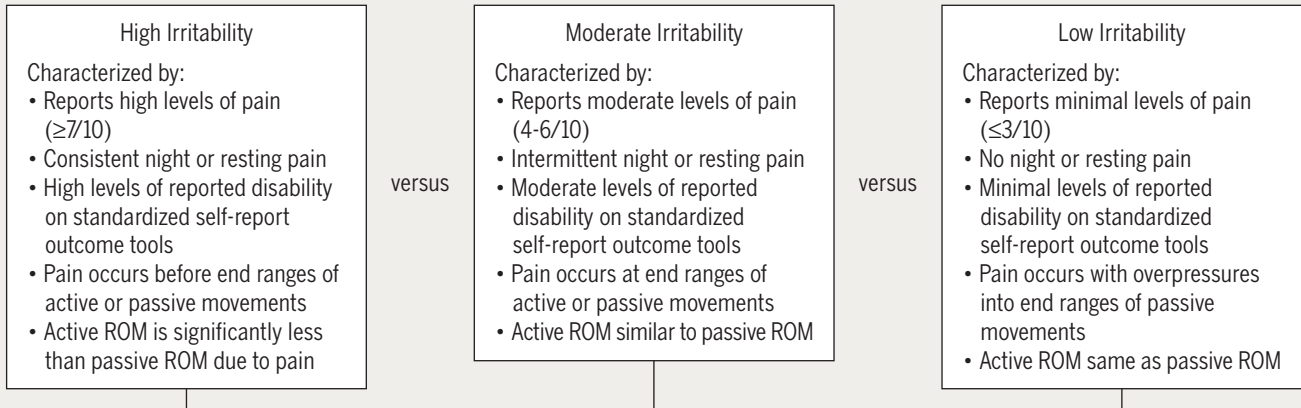 High Irritability
Characterized by:
• Reports high levels of pain
(≥7/10)
• Consistent night or resting pain
• High levels of reported disability
on standardized self-report
outcome tools
• Pain occurs before end ranges of
active or passive movements
• Active ROM is significantly less
than passive ROM due to pain
versus
Moderate Irritability
Characterized by:
• Reports moderate levels of pain
(4-6/10)
• Intermittent night or resting pain
• Moderate levels of reported
disability on standardized
self-report outcome tools
• Pain occurs at end ranges of
active or passive movements
• Active ROM similar to passive ROM
versus
Low Irritability
Characterized by:
• Reports minimal levels of pain
(≤3/10)
• No night or resting pain
• Minimal levels of reported
disability on standardized
self-report outcome tools
• Pain occurs with overpressures
into end ranges of passive
movements
• Active ROM same as passive ROM